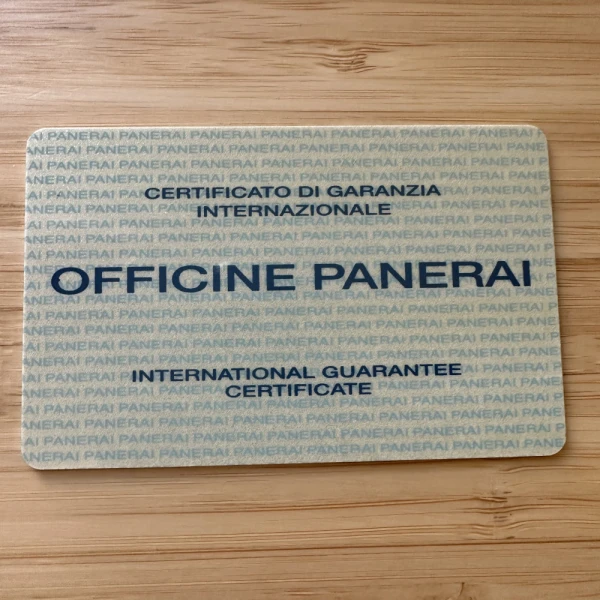 CERTIFICATO DI GARANZIA
INTERNAZIONALE
OFFICINE PANERAI
INTERNATIONAL GUARANTEE
CERTIFICATE